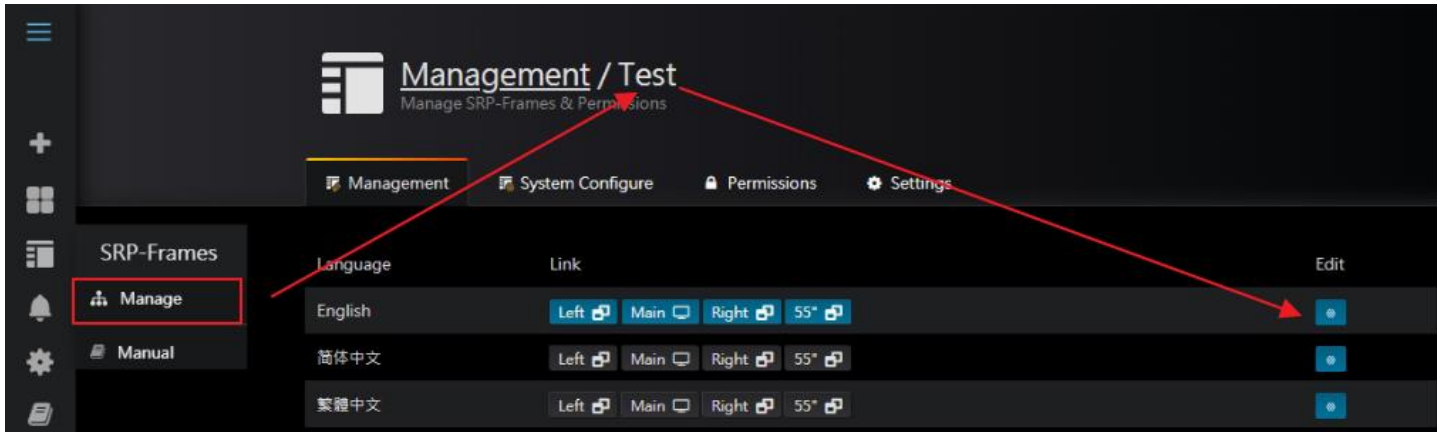 Management / Test
Manage SRP-Frames & Permissions
Management System Configure Permissions Settings
SRP-Frames
Manage
Manual
Language Link Edit
English Left Main Right 55"
简体中文 Left Main Right 55"
繁體中文 Left Main Right 55"